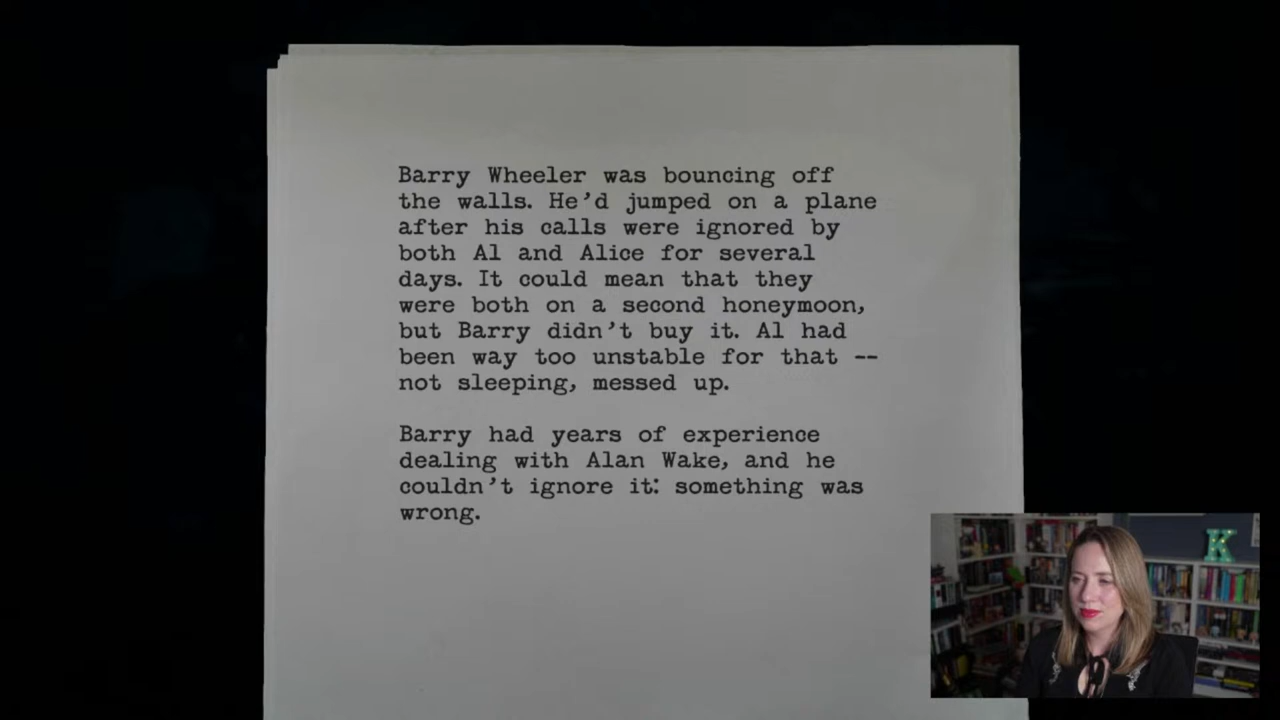 Barry Wheeler was bouncing off
the walls. He'd jumped on a plane
after his calls were ignored by
both Al and Alice for several
days. It could mean that they
were both on a second honeymoon,
but Barry didn't buy it. Al had
been way too unstable for that --
not sleeping, messed up.
Barry had years of experience
dealing with Alan Wake, and he
couldn't ignore it: something was
wrong.
K